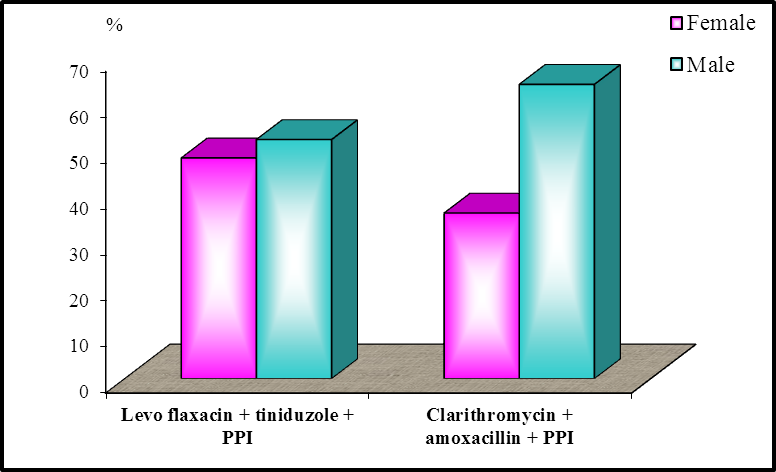 %
Female
Male
70
60
50
40
30
20
10
0
Levo flaxacin + tiniduzole +
PPI
Clarithromycin +
amoxacillin + PPI